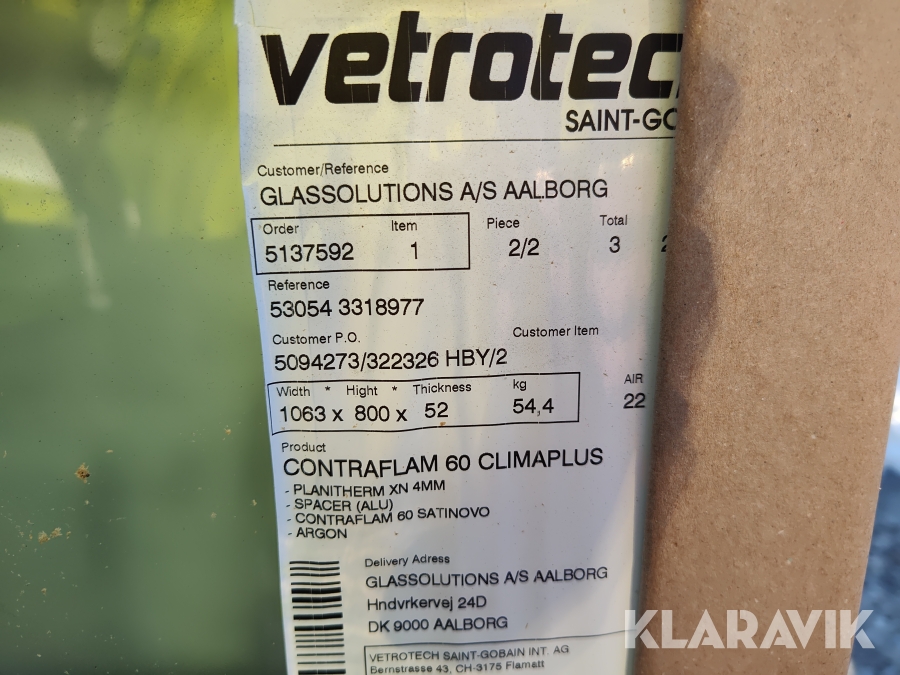 vetrotec
SAINT-GO
Customer/Reference
GLASSOLUTIONS A/S AALBORG
Order Item Piece Total
5137592 1 2/2 3
Reference
53054 3318977
Customer P.O. Customer Item
5094273/322326 HBY/2
Width * Hight * Thickness kg AIR
1063 x 800 x 52 54,4 22
Product
CONTRAFLAM 60 CLIMAPLUS
- PLANITHERM XN 4MM
- SPACER (ALU)
- CONTRAFLAM 60 SATINOVO
- ARGON
Delivery Adress
GLASSOLUTIONS A/S AALBORG
Hndvrkervej 24D
DK 9000 AALBORG
VETROTECH SAINT-GOBAIN INT. AG
Bernstrasse 43, CH-3175 Flamatt
KLARAVIK